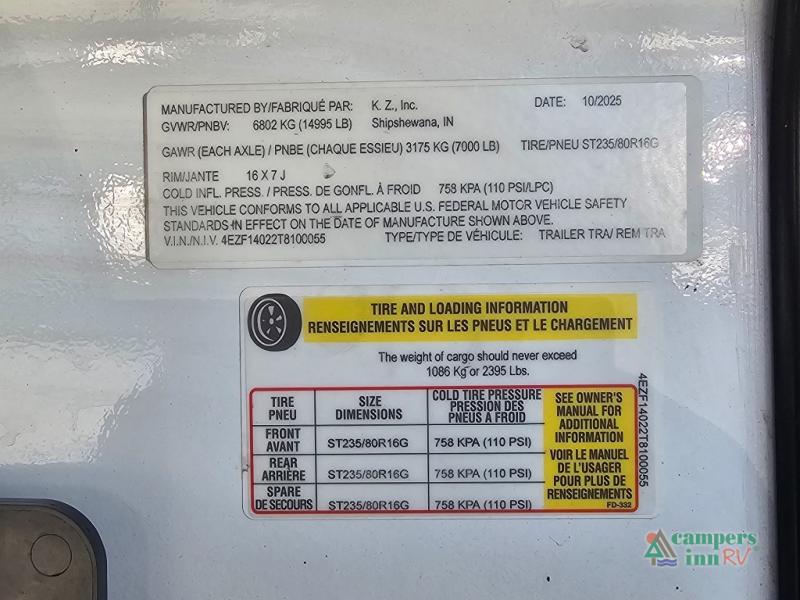 MANUFACTURED BY/FABRIQUÉ PAR: K. Z., Inc. DATE: 10/2025
GVWR/PNBV: 6802 KG (14995 LB) Shipshewana, IN
GAWR (EACH AXLE) / PNBE (CHAQUE ESSIEU) 3175 KG (7000 LB) TIRE/PNEU ST235/80R16G
RIM/JANTE 16 X 7 J
COLD INFL. PRESS. / PRESS. DE GONFL. À FROID 758 KPA (110 PSI/LPC)
THIS VEHICLE CONFORMS TO ALL APPLICABLE U.S. FEDERAL MOTOR VEHICLE SAFETY
STANDARDS IN EFFECT ON THE DATE OF MANUFACTURE SHOWN ABOVE.
V.I.N./N.I.V. 4EZF14022T8100055 TYPE/TYPE DE VÉHICULE: TRAILER TRA/ REM TRA
TIRE AND LOADING INFORMATION
RENSEIGNEMENTS SUR LES PNEUS ET LE CHARGEMENT
The weight of cargo should never exceed
1086 Kg or 2395 Lbs.
TIRE
PNEU
SIZE
DIMENSIONS
COLD TIRE PRESSURE
PRESSION DES
PNEUS À FROID
FRONT
AVANT
ST235/80R16G
758 KPA (110 PSI)
REAR
ARRIÈRE
ST235/80R16G
758 KPA (110 PSI)
SPARE
DE SECOURS
ST235/80R16G
758 KPA (110 PSI)
SEE OWNER'S
MANUAL FOR
ADDITIONAL
INFORMATION
VOIR LE MANUEL
DE L'USAGER
POUR PLUS DE
RENSEIGNEMENTS
FD-332
4EZF14022T8100055
campers
inn RV